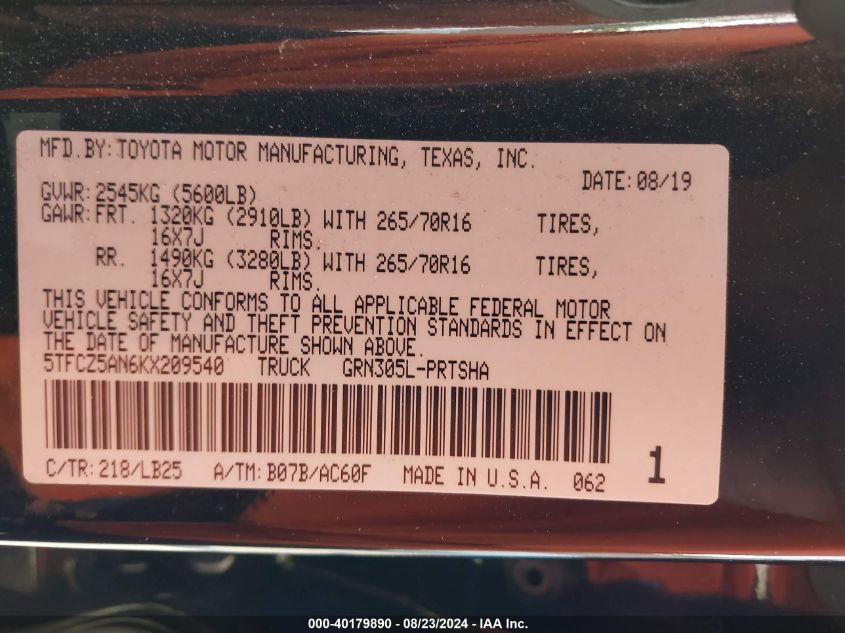 MFD.BY:TOYOTA MOTOR MANUFACTURING, TEXAS, INC.
DATE:08/19
GVWR:2545KG (5600LB)
GAWR:FRT. 1320KG (2910LB) WITH 265/70R16 TIRES,
16X7J RIMS.
RR. 1490KG (3280LB) WITH 265/70R16 TIRES,
16X7J RIMS.
THIS VEHICLE CONFORMS TO ALL APPLICABLE FEDERAL MOTOR
VEHICLE SAFETY AND THEFT PREVENTION STANDARDS IN EFFECT ON
THE DATE OF MANUFACTURE SHOWN ABOVE.
5TFCZ5AN6KX209540 TRUCK GRN305L-PRTSHA
C/TR:218/LB25 A/TM:B07B/AC60F MADE IN U.S.A. 062
1
000-40179890 - 08/23/2024 - IAA Inc.